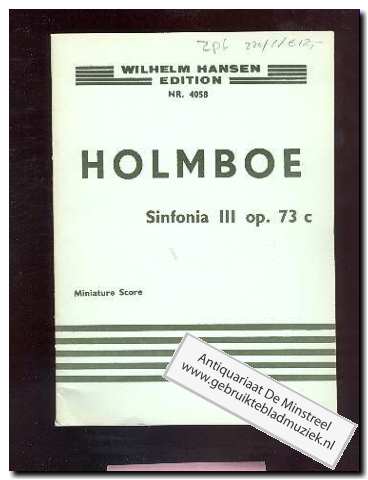 WILHELM HANSEN
EDITION
NR. 4058
HOLMBOE
Sinfonia III op. 73 c
Miniature Score
Antiquariaat De Minstreel
www.gebruiktebladmuziek.nl